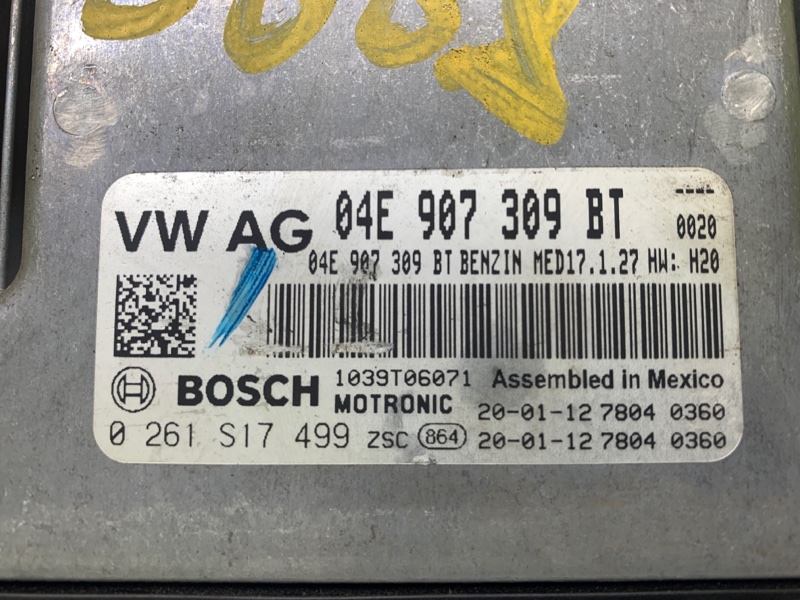 VW AG 04E 907 309 BT 0020
04E 907 309 BT BENZIN MED17.1.27 HW: H20
BOSCH 1039T06071 Assembled in Mexico
MOTRONIC 20-01-12 7804 0360
0 261 S17 499 ZSC 864 20-01-12 7804 0360